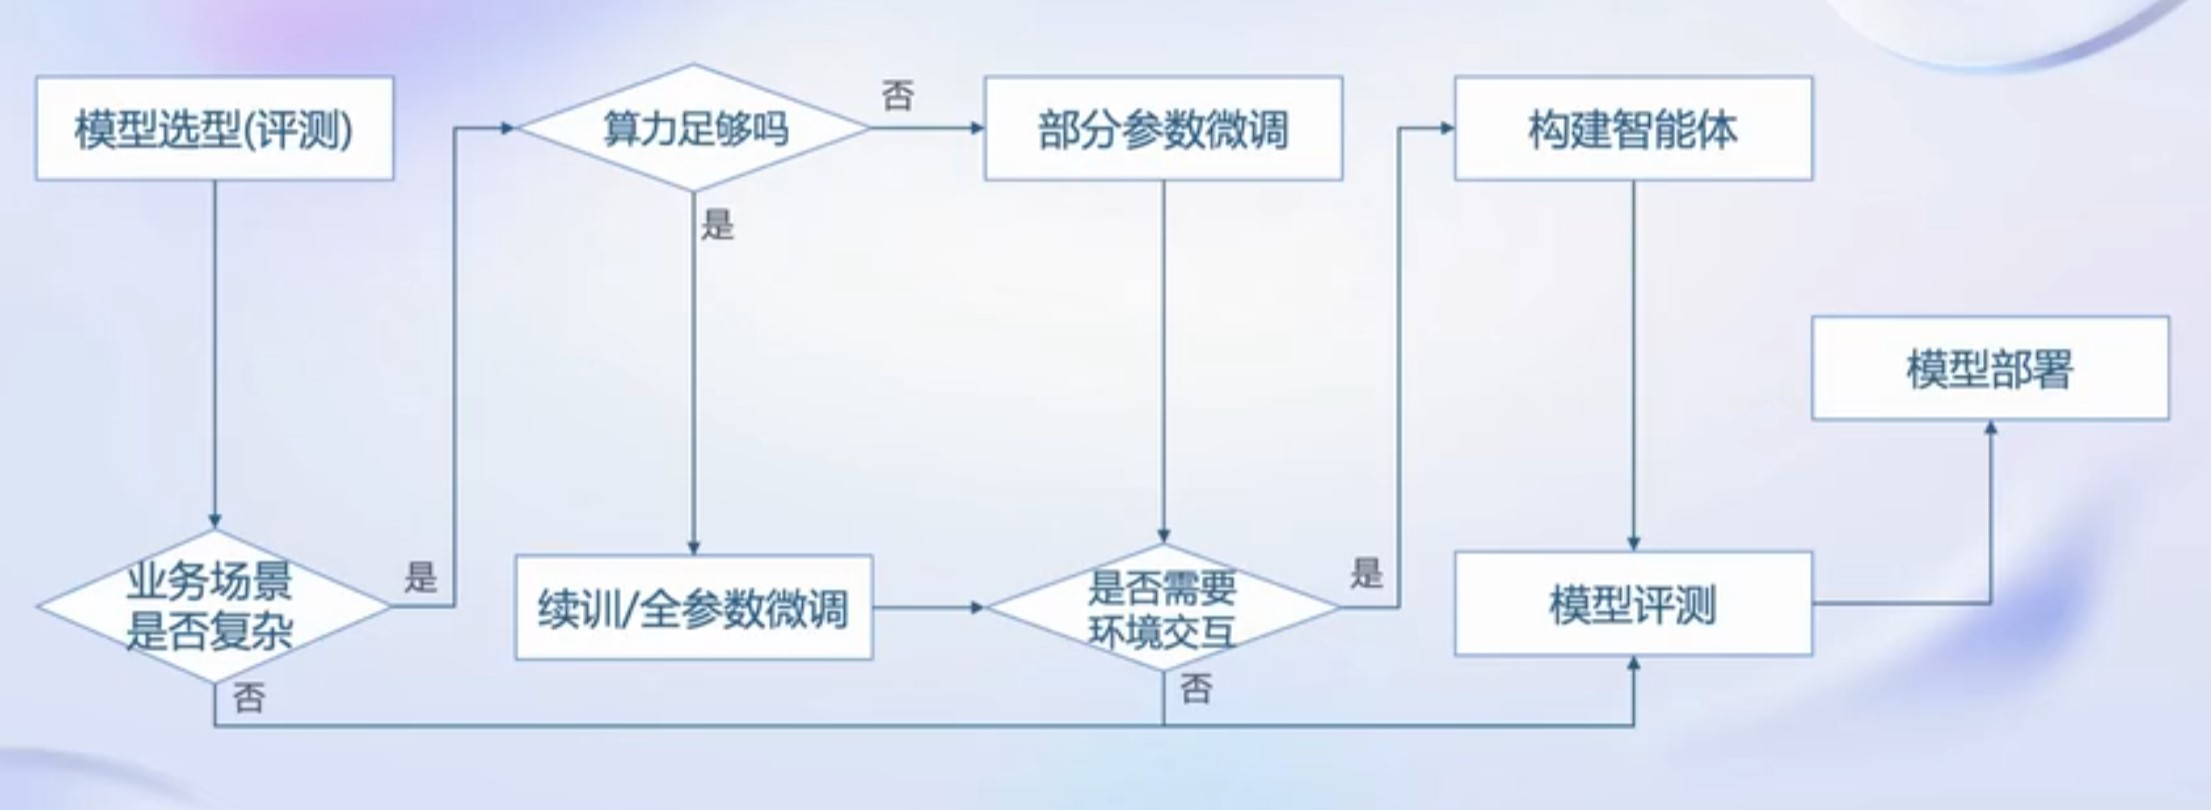 模型选型(评测)
算力足够吗
否
部分参数微调
构建智能体
是
模型部署
业务场景
是否复杂
是
否
续训/全参数微调
是否需要
环境交互
是
否
模型评测